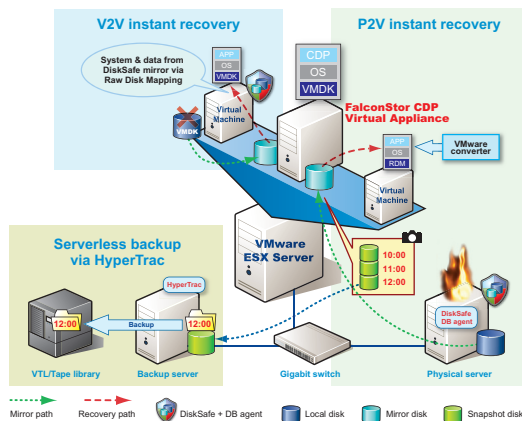 V2V instant recovery
P2V instant recovery
System & data from
DiskSafe mirror via
Raw Disk Mapping
APP
OS
VMDK
CDP
OS
VMDK
VMDK
Virtual
Machine
FalconStor CDP
Virtual Appliance
APP
OS
RDM
VMware
converter
Virtual
Machine
Serverless backup
via HyperTrac
VMware
ESX Server
10:00
11:00
12:00
HyperTrac
12:00
Backup
12:00
DiskSafe
DB agent
VTL/Tape library
Backup server
Gigabit switch
Physical server
Mirror path
Recovery path
DiskSafe + DB agent
Local disk
Mirror disk
Snapshot disk